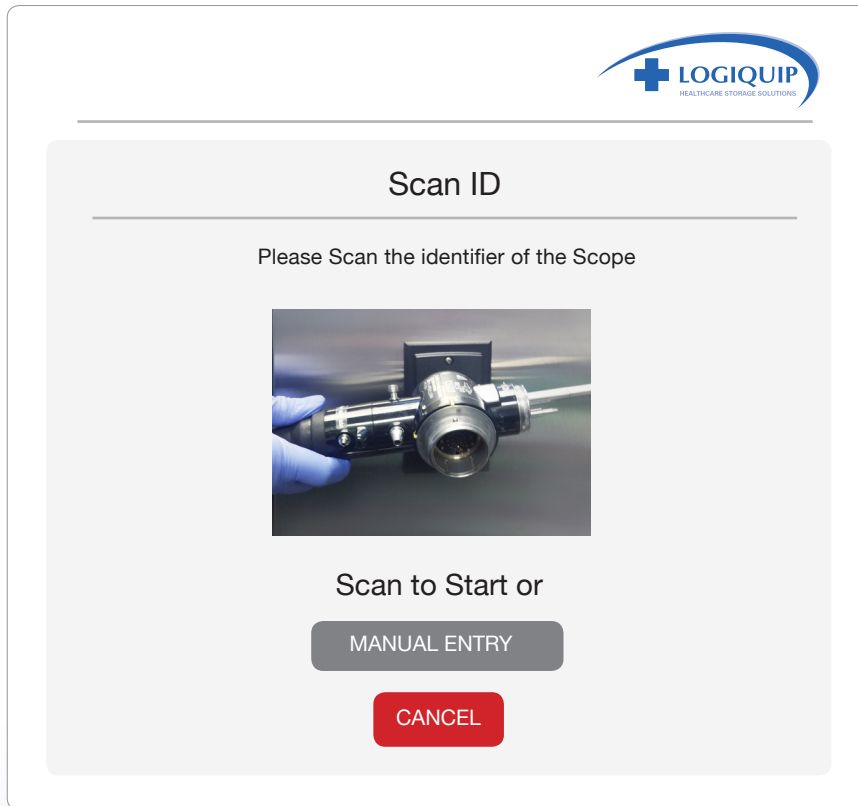 LOGIQUIP
HEALTHCARE STORAGE SOLUTIONS
Scan ID
Please Scan the identifier of the Scope
Scan to Start or
MANUAL ENTRY
CANCEL